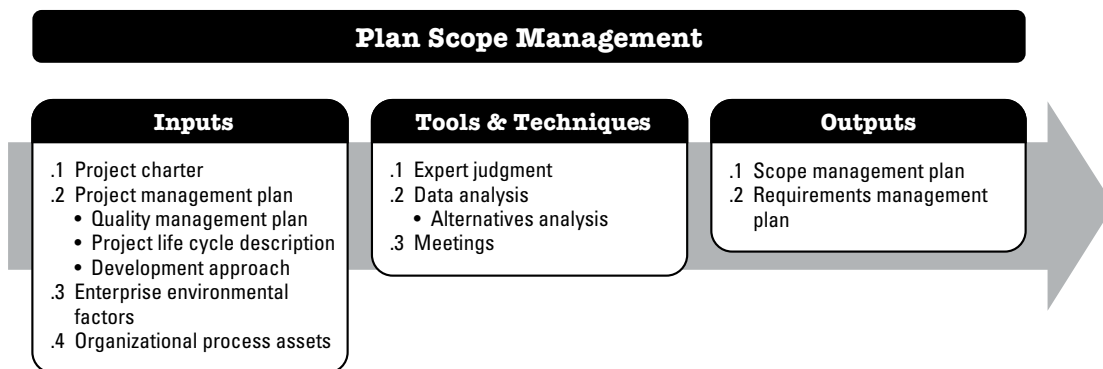 Plan Scope Management
Inputs
.1 Project charter
.2 Project management plan
• Quality management plan
• Project life cycle description
• Development approach
.3 Enterprise environmental
factors
.4 Organizational process assets
Tools & Techniques
.1 Expert judgment
.2 Data analysis
• Alternatives analysis
.3 Meetings
Outputs
.1 Scope management plan
.2 Requirements management
plan